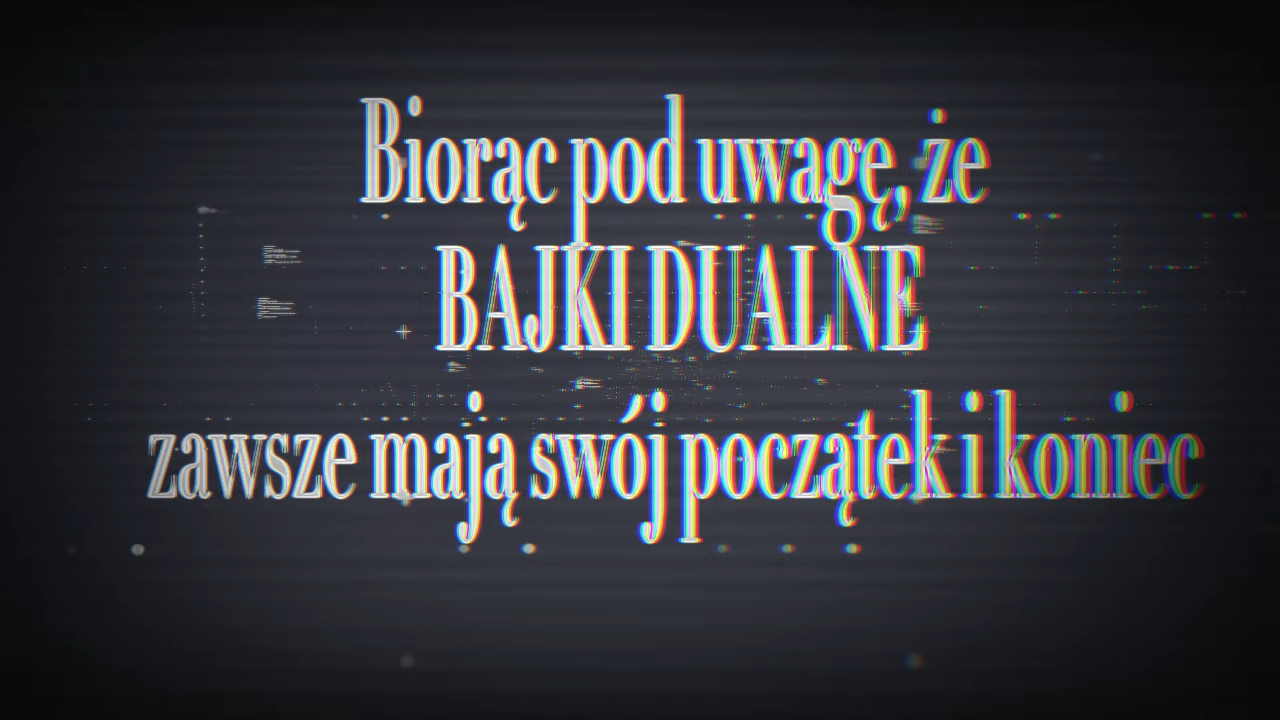 Biorąc pod uwagę, że
BAJKI DUALNE
zawsze mają swój początek i koniec